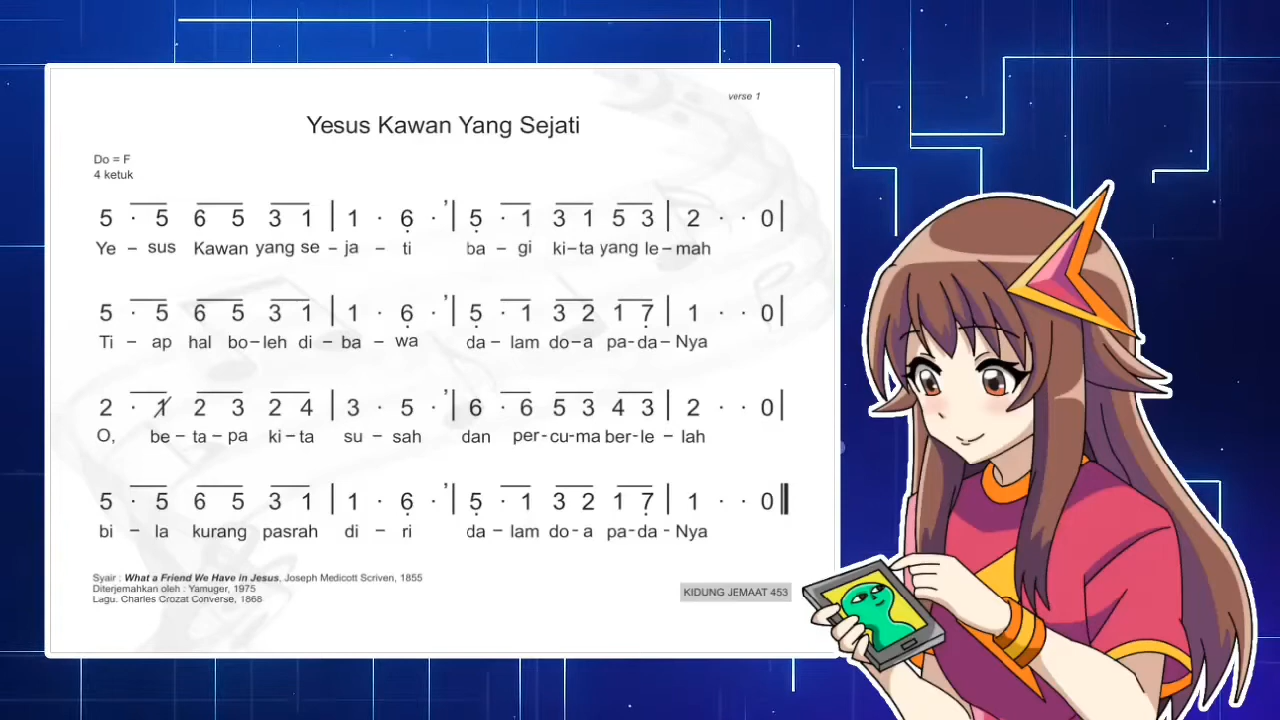 verse 1
Yesus Kawan Yang Sejati
Do = F
4 ketuk
5 · 5 6 5 3 1 | 1 · 6̣ · ’ | 5̣ · 1 3 1 5 3 | 2 · · 0 |
Ye – sus Kawan yang se – ja – ti ba – gi ki – ta yang le – mah
5 · 5 6 5 3 1 | 1 · 6̣ · ’ | 5̣ · 1 3 2 1 7̣ | 1 · · 0 |
Ti – ap hal bo – leh di – ba – wa da – lam do – a pa - da – Nya
2 · 1̸ 2 3 2 4 | 3 · 5 · ’ | 6 · 6 5 3 4 3 | 2 · · 0 |
O, be – ta – pa ki – ta su – sah dan per - cu - ma ber - le – lah
5 · 5 6 5 3 1 | 1 · 6̣ · ’ | 5̣ · 1 3 2 1 7̣ | 1 · · 0 ||
bi – la kurang pasrah di – ri da – lam do - a pa - da - Nya
Syair : What a Friend We Have in Jesus, Joseph Medicott Scriven, 1855
Diterjemahkan oleh : Yamuger, 1975
Lagu. Charles Crozat Converse, 1868
KIDUNG JEMAAT 453